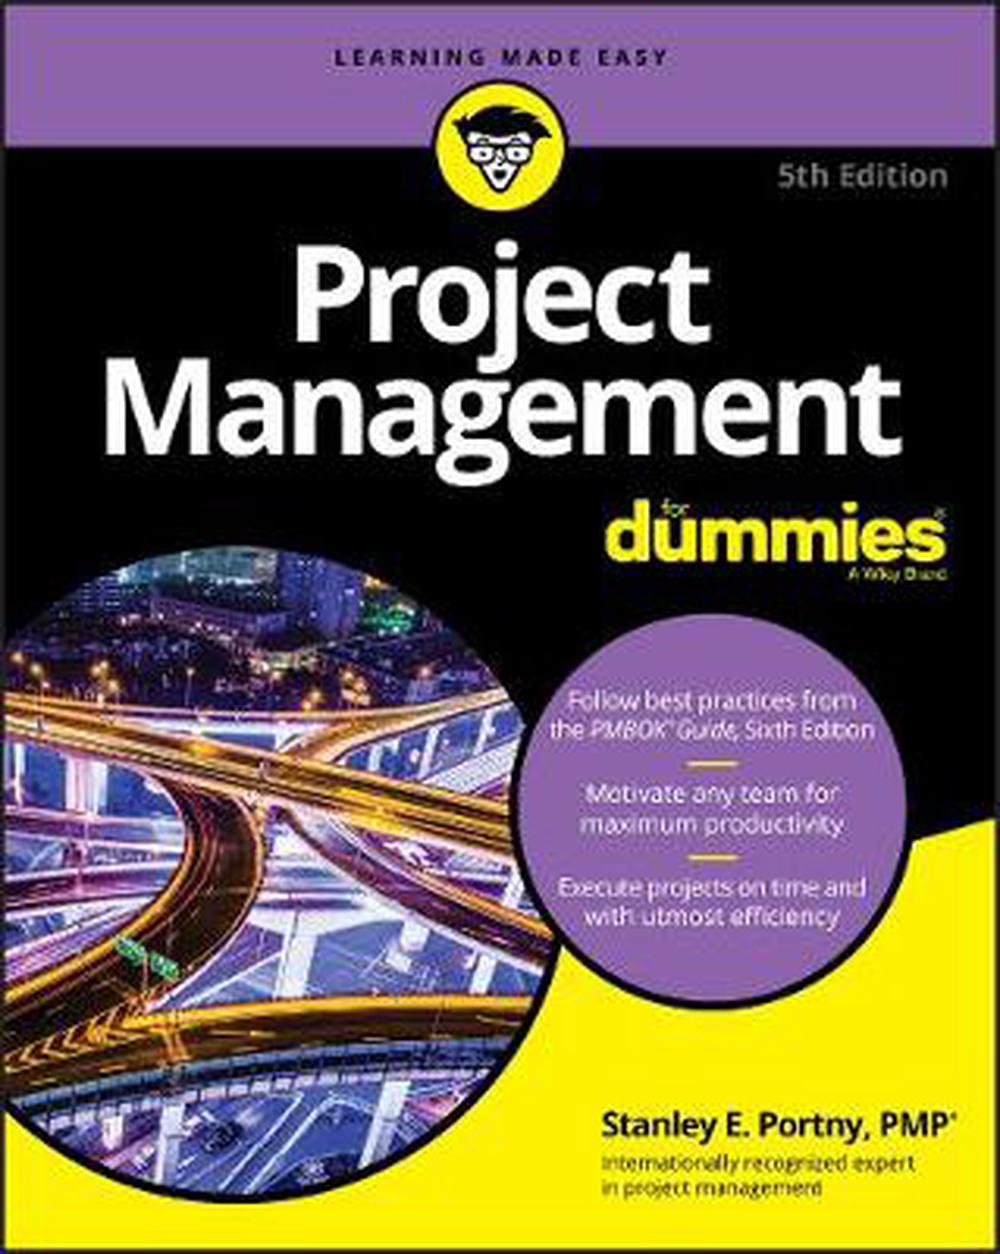 LEARNING MADE EASY
5th Edition
Project
Management
for
dummies®
A Wiley Brand
Follow best practices from
the PMBOK® Guide, Sixth Edition
Motivate any team for
maximum productivity
Execute projects on time and
with utmost efficiency
Stanley E. Portny, PMP®
Internationally recognized expert
in project management